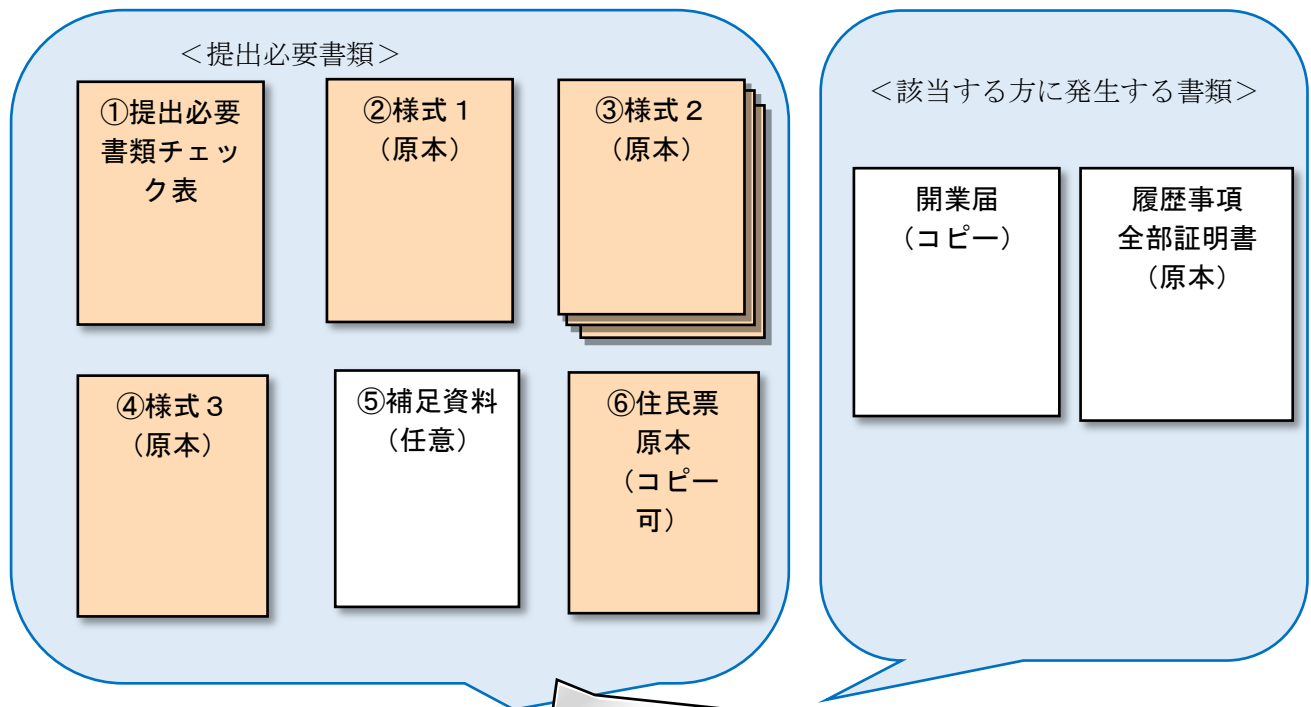 ＜提出必要書類＞
①提出必要
書類チェッ
ク表
②様式１
（原本）
③様式２
（原本）
④様式３
（原本）
⑤補足資料
（任意）
⑥住民票
原本
（コピー
可）
＜該当する方に発生する書類＞
開業届
（コピー）
履歴事項
全部証明書
（原本）